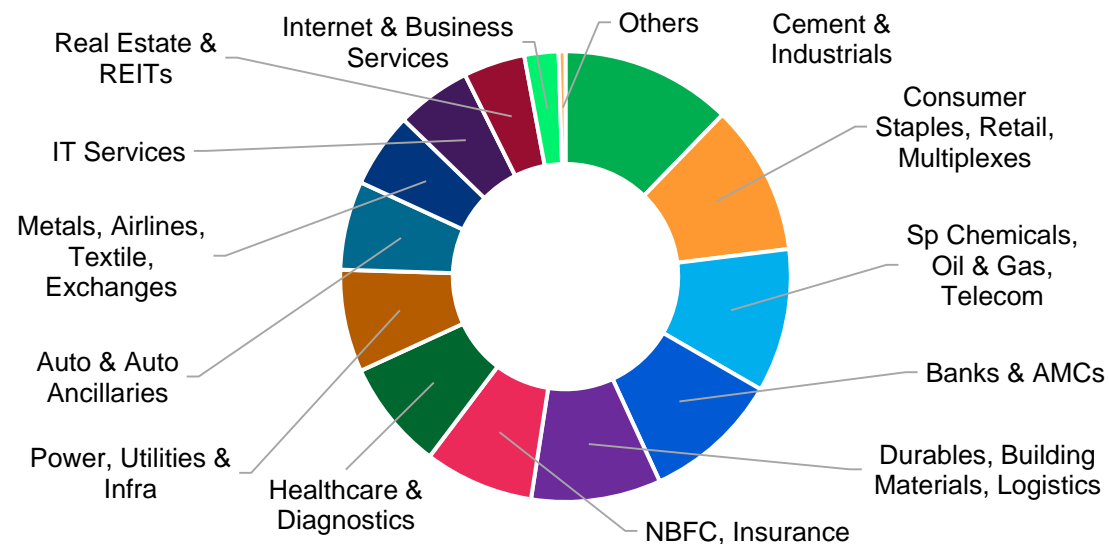 Others
Cement &
Industrials
Consumer
Staples, Retail,
Multiplexes
Sp Chemicals,
Oil & Gas,
Telecom
Banks & AMCs
Durables, Building
Materials, Logistics
NBFC, Insurance
Healthcare &
Diagnostics
Power, Utilities &
Infra
Auto & Auto
Ancillaries
Metals, Airlines,
Textile,
Exchanges
IT Services
Real Estate &
REITs
Internet & Business
Services